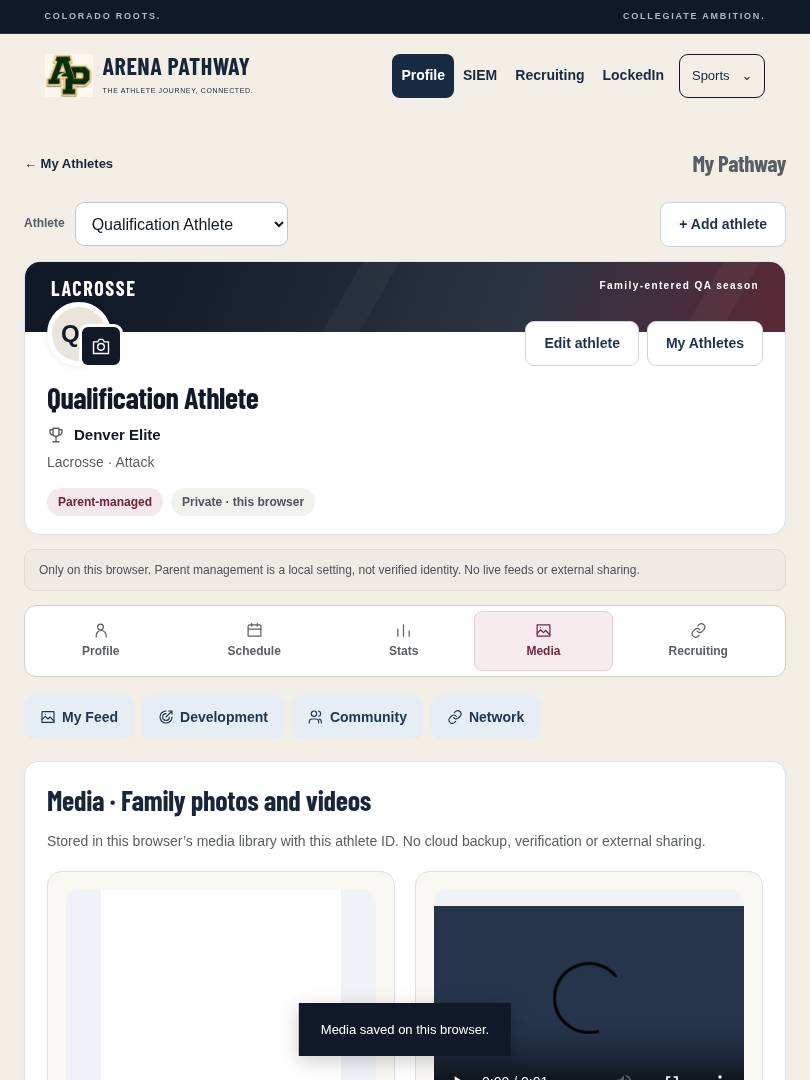 COLORADO ROOTS.
COLLEGIATE AMBITION.
AP
ARENA PATHWAY
THE ATHLETE JOURNEY, CONNECTED.
Profile
SIEM
Recruiting
LockedIn
Sports
← My Athletes
My Pathway
Athlete
Qualification Athlete
+ Add athlete
LACROSSE
Family-entered QA season
Q
Edit athlete
My Athletes
Qualification Athlete
Denver Elite
Lacrosse · Attack
Parent-managed
Private · this browser
Only on this browser. Parent management is a local setting, not verified identity. No live feeds or external sharing.
Profile
Schedule
Stats
Media
Recruiting
My Feed
Development
Community
Network
Media · Family photos and videos
Stored in this browser’s media library with this athlete ID. No cloud backup, verification or external sharing.
Media saved on this browser.
0:00 / 0:01